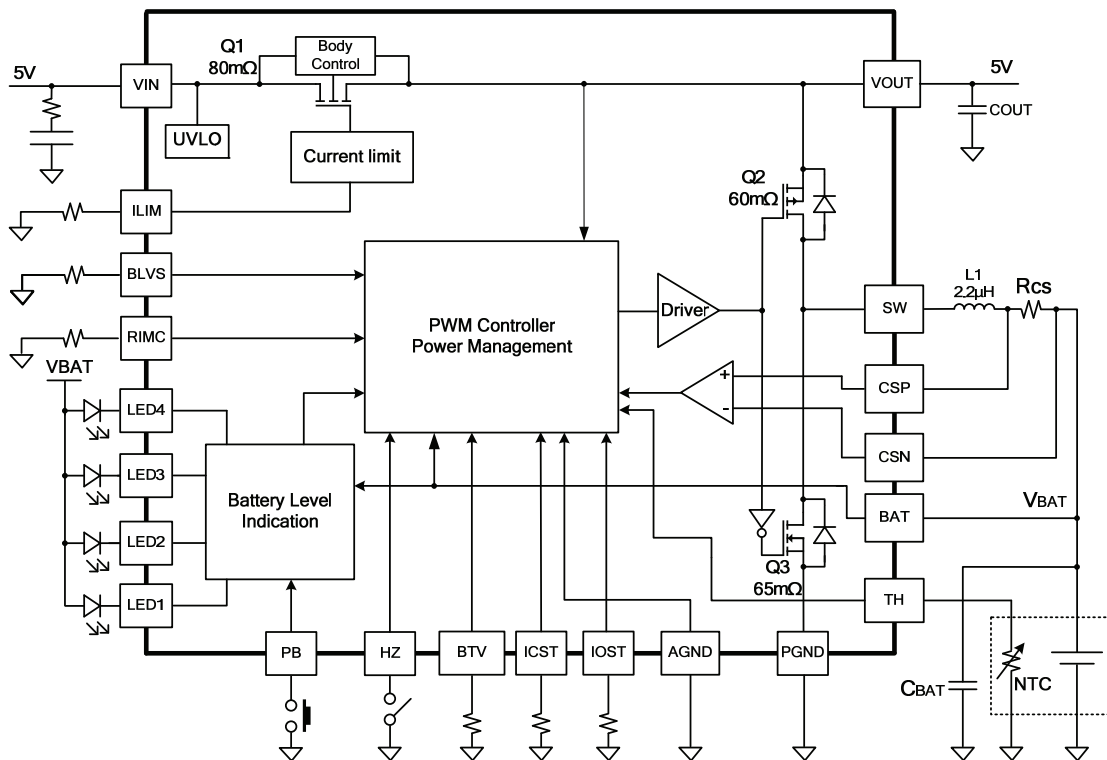 Q1
80mΩ
Body
Control
5V
VIN
VOUT
5V
COUT
UVLO
Current limit
ILIM
Q2
60mΩ
BLVS
PWM Controller
Power Management
Driver
SW
L1
2.2µH
Rcs
RIMC
VBAT
CSP
+
-
LED4
CSN
LED3
Battery Level
Indication
BAT
VBAT
LED2
Q3
65mΩ
TH
LED1
PB
HZ
BTV
ICST
IOST
AGND
PGND
CBAT
NTC